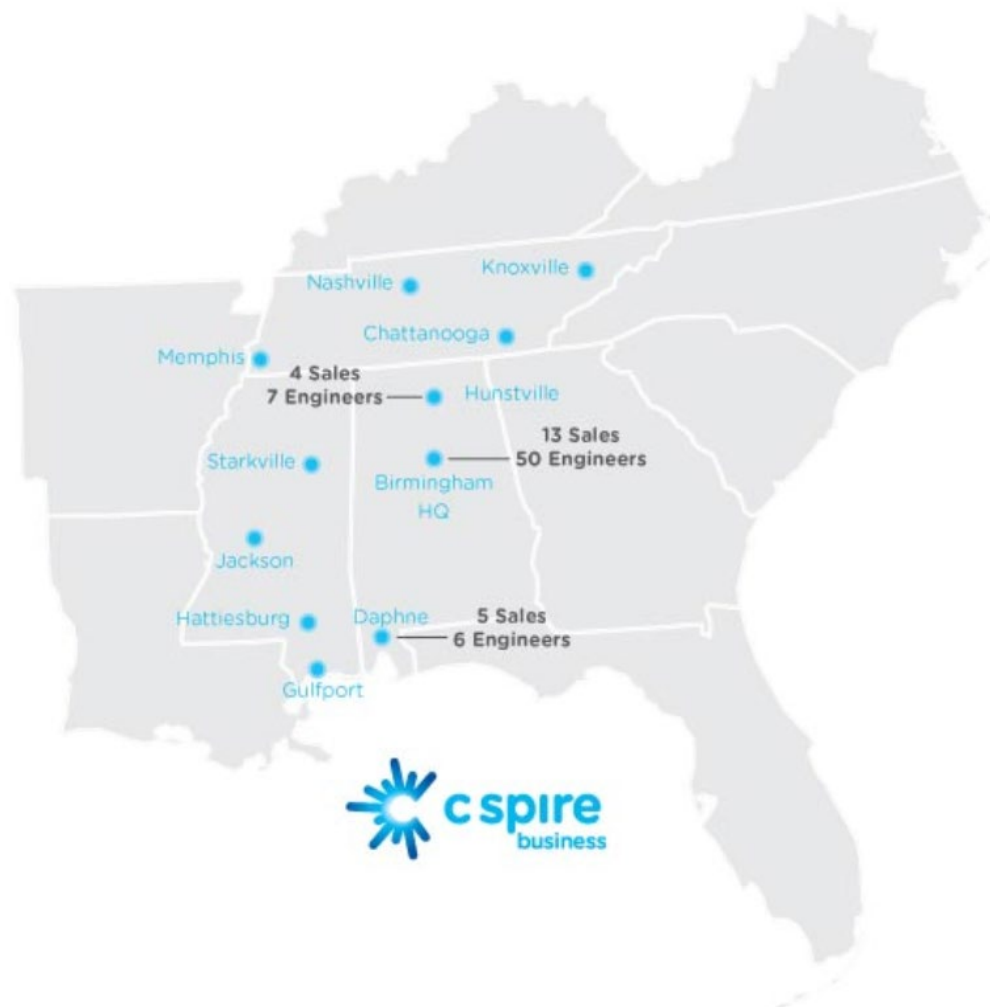 Knoxville
Nashville
Chattanooga
Memphis
4 Sales
7 Engineers
Hunstville
13 Sales
50 Engineers
Starkville
Birmingham
HQ
Jackson
Hattiesburg
Daphne
5 Sales
6 Engineers
Gulfport
c spire
business